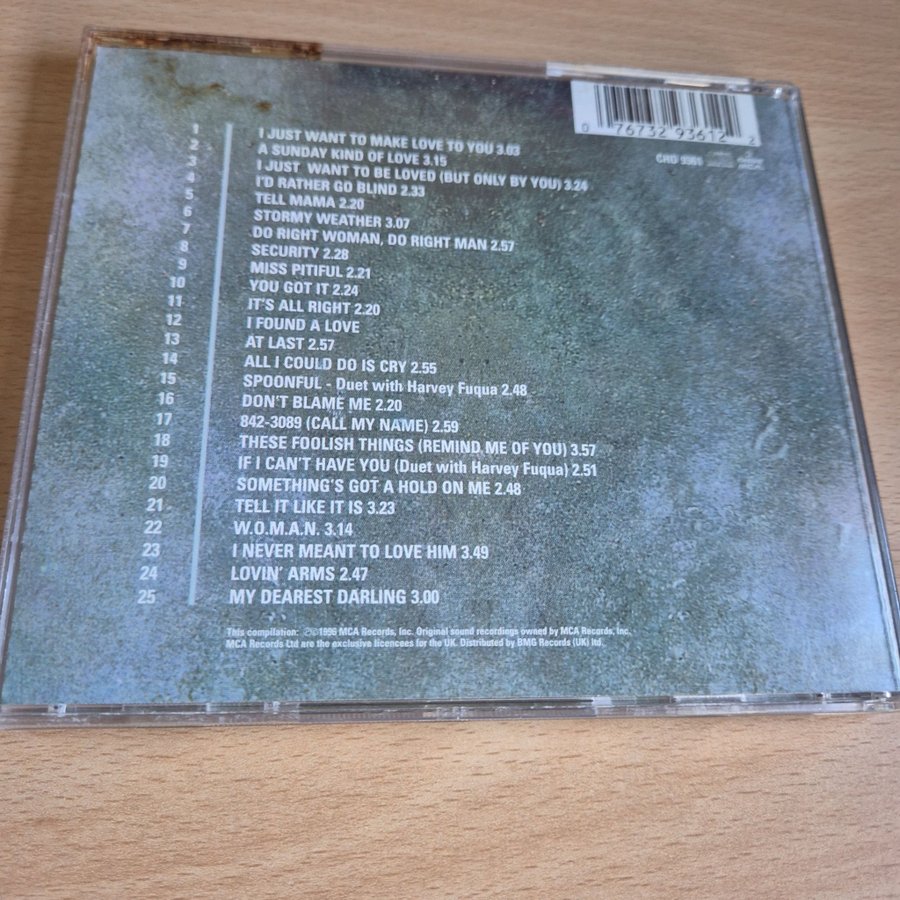 0 76732 93612 2
CHD 9361
1 I JUST WANT TO MAKE LOVE TO YOU 3.03
2 A SUNDAY KIND OF LOVE 3.15
3 I JUST WANT TO BE LOVED (BUT ONLY BY YOU) 3.24
4 I'D RATHER GO BLIND 2.33
5 TELL MAMA 2.20
6 STORMY WEATHER 3.07
7 DO RIGHT WOMAN, DO RIGHT MAN 2.57
8 SECURITY 2.28
9 MISS PITIFUL 2.21
10 YOU GOT IT 2.24
11 IT'S ALL RIGHT 2.20
12 I FOUND A LOVE
13 AT LAST 2.57
14 ALL I COULD DO IS CRY 2.55
15 SPOONFUL - Duet with Harvey Fuqua 2.48
16 DON'T BLAME ME 2.20
17 842-3089 (CALL MY NAME) 2.59
18 THESE FOOLISH THINGS (REMIND ME OF YOU) 3.57
19 IF I CAN'T HAVE YOU (Duet with Harvey Fuqua) 2.51
20 SOMETHING'S GOT A HOLD ON ME 2.48
21 TELL IT LIKE IT IS 3.23
22 W.O.M.A.N. 3.14
23 I NEVER MEANT TO LOVE HIM 3.49
24 LOVIN' ARMS 2.47
25 MY DEAREST DARLING 3.00
This compilation: ℗©1996 MCA Records, Inc. Original sound recordings owned by MCA Records, Inc.
MCA Records Ltd are the exclusive licencees for the UK. Distributed by BMG Records (UK) ltd.